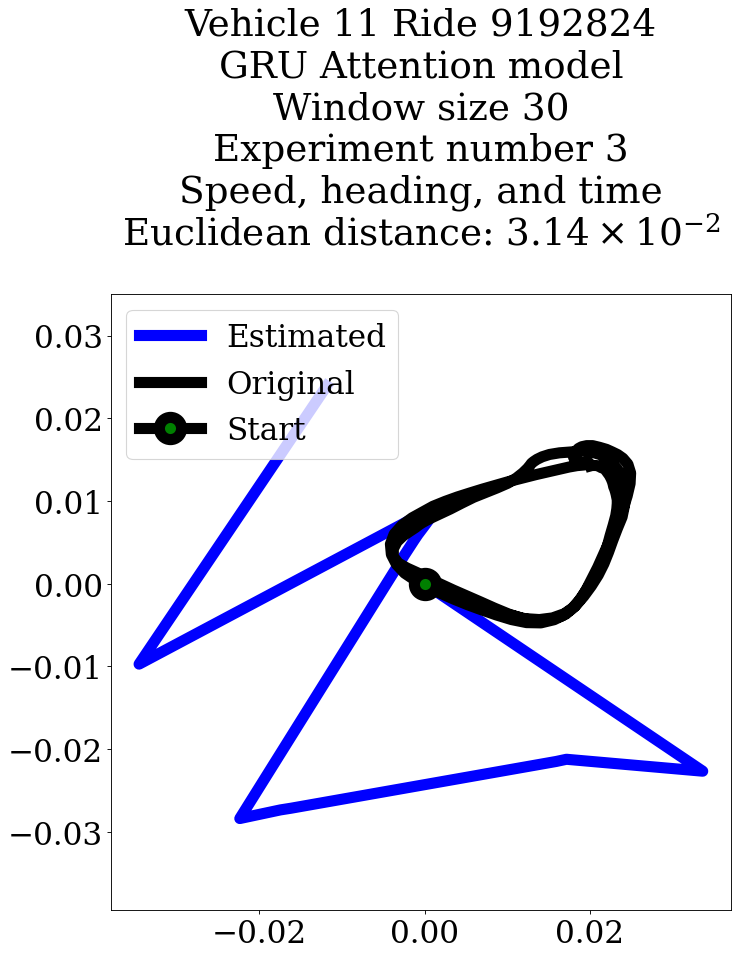 Vehicle 11 Ride 9192824
GRU Attention model
Window size 30
Experiment number 3
Speed, heading, and time
Euclidean distance: 3.14 × 10⁻²
Estimated
Original
Start
0.03
0.02
0.01
0.00
−0.01
−0.02
−0.03
−0.02 0.00 0.02